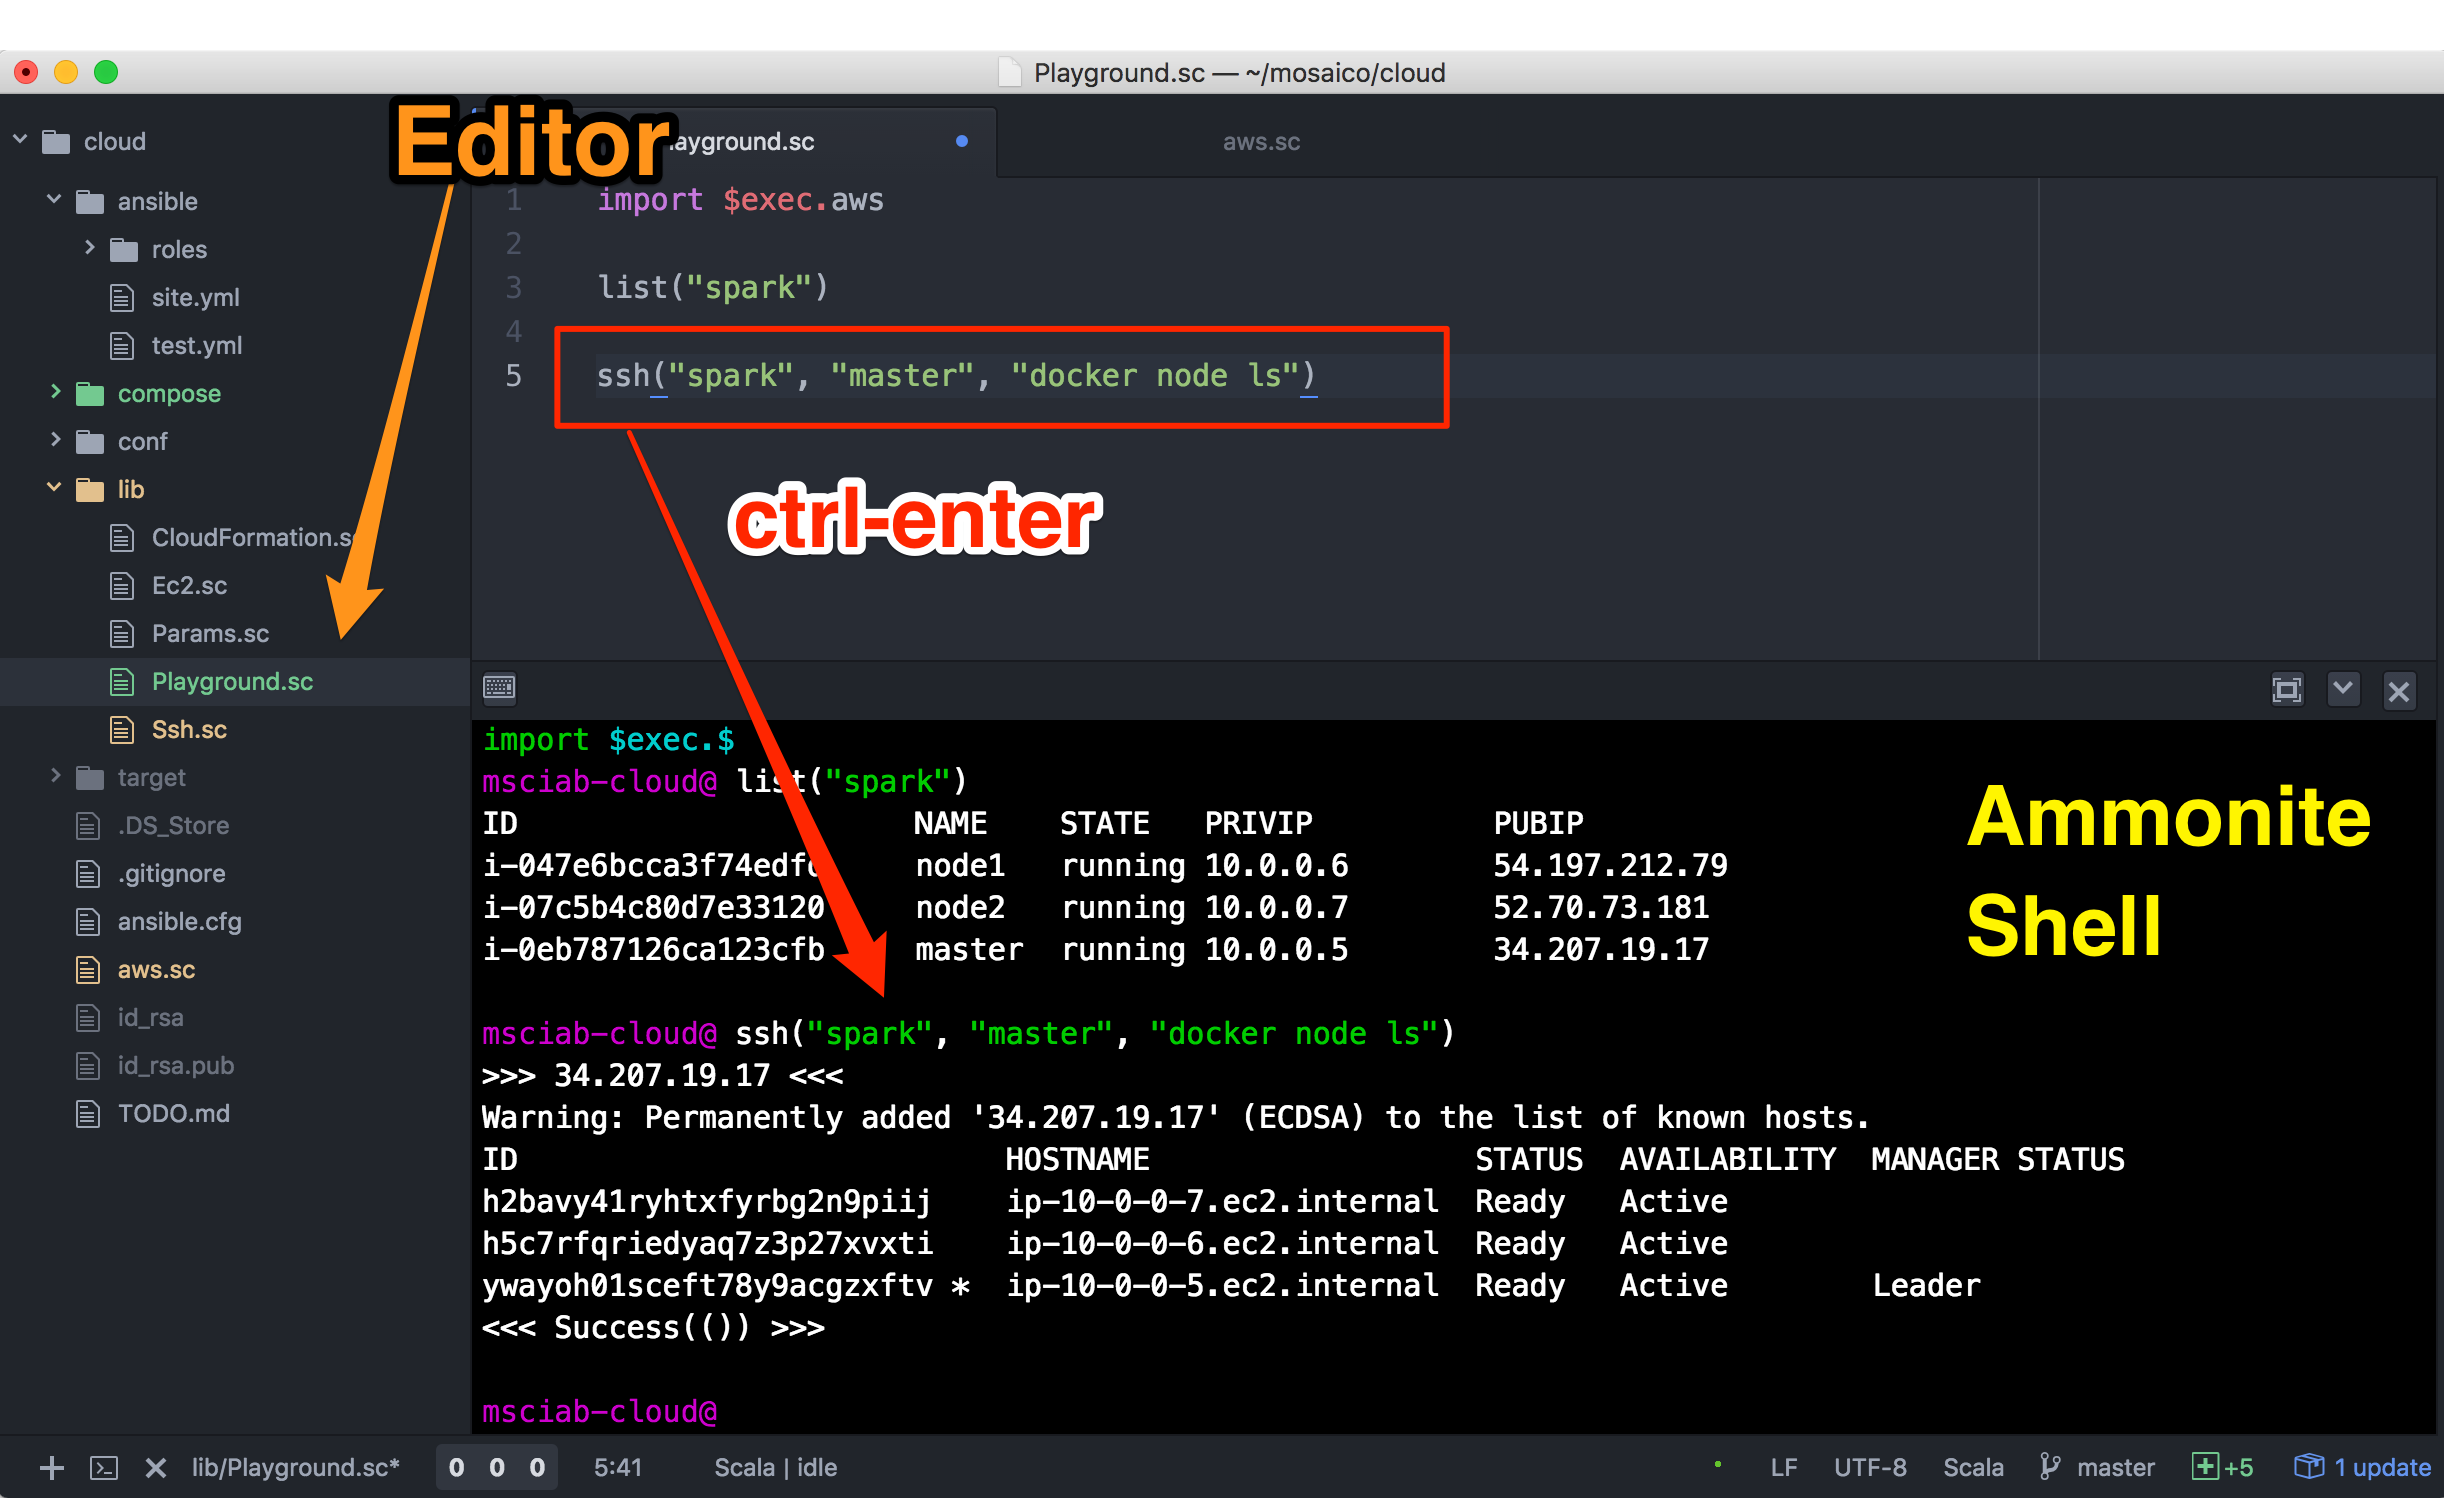 Playground.sc — ~/mosaico/cloud
cloud
ansible
roles
site.yml
test.yml
compose
conf
lib
CloudFormation.sc
Ec2.sc
Params.sc
Playground.sc
Ssh.sc
target
.DS_Store
.gitignore
ansible.cfg
aws.sc
id_rsa
id_rsa.pub
TODO.md
Editor
layground.sc
aws.sc
1 import $exec.aws
2
3 list("spark")
4
5 ssh("spark", "master", "docker node ls")
ctrl-enter
import $exec.$
msciab-cloud@ list("spark")
ID NAME STATE PRIVIP PUBIP
node1 running 10.0.0.6 54.197.212.79
i-07c5b4c80d7e33120 node2 running 10.0.0.7 52.70.73.181
i-0eb787126ca123cfb master running 10.0.0.5 34.207.19.17
Ammonite
Shell
msciab-cloud@ ssh("spark", "master", "docker node ls")
>>> 34.207.19.17 <<<
Warning: Permanently added '34.207.19.17' (ECDSA) to the list of known hosts.
ID HOSTNAME STATUS AVAILABILITY MANAGER STATUS
h2bavy41ryhtxfyrbg2n9piij ip-10-0-0-7.ec2.internal Ready Active
h5c7rfqriedyaq7z3p27xvxti ip-10-0-0-6.ec2.internal Ready Active
ywayoh01sceft78y9acgzxftv * ip-10-0-0-5.ec2.internal Ready Active Leader
<<< Success(()) >>>
msciab-cloud@
lib/Playground.sc* 0 0 0 5:41 Scala | idle LF UTF-8 Scala master +5 1 update